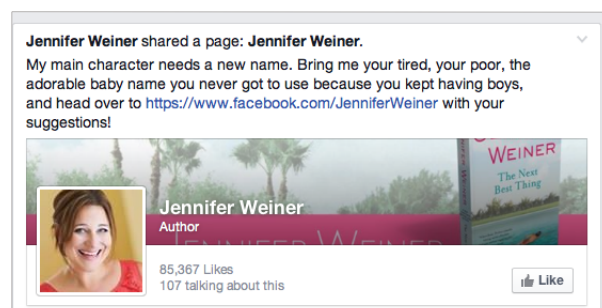 Jennifer Weiner shared a page: Jennifer Weiner.
My main character needs a new name. Bring me your tired, your poor, the
adorable baby name you never got to use because you kept having boys,
and head over to https://www.facebook.com/JenniferWeiner with your
suggestions!
WEINER
The Next
Best Thing
Jennifer Weiner
Author
JENNIFER WEINER
85,367 Likes
107 talking about this
Like